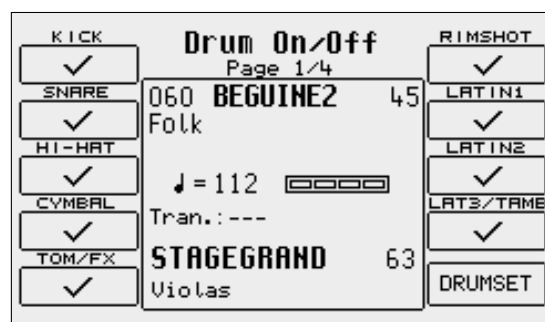 Drum On/Off
Page 1/4
KICK
SNARE
HI-HAT
CYMBAL
TOM/FX
060 BEGUINE2 45
Folk
♩=112
Tran.:---
STAGEGRAND 63
Violas
RIMSHOT
LATIN1
LATIN2
LAT3/TAMB
DRUMSET